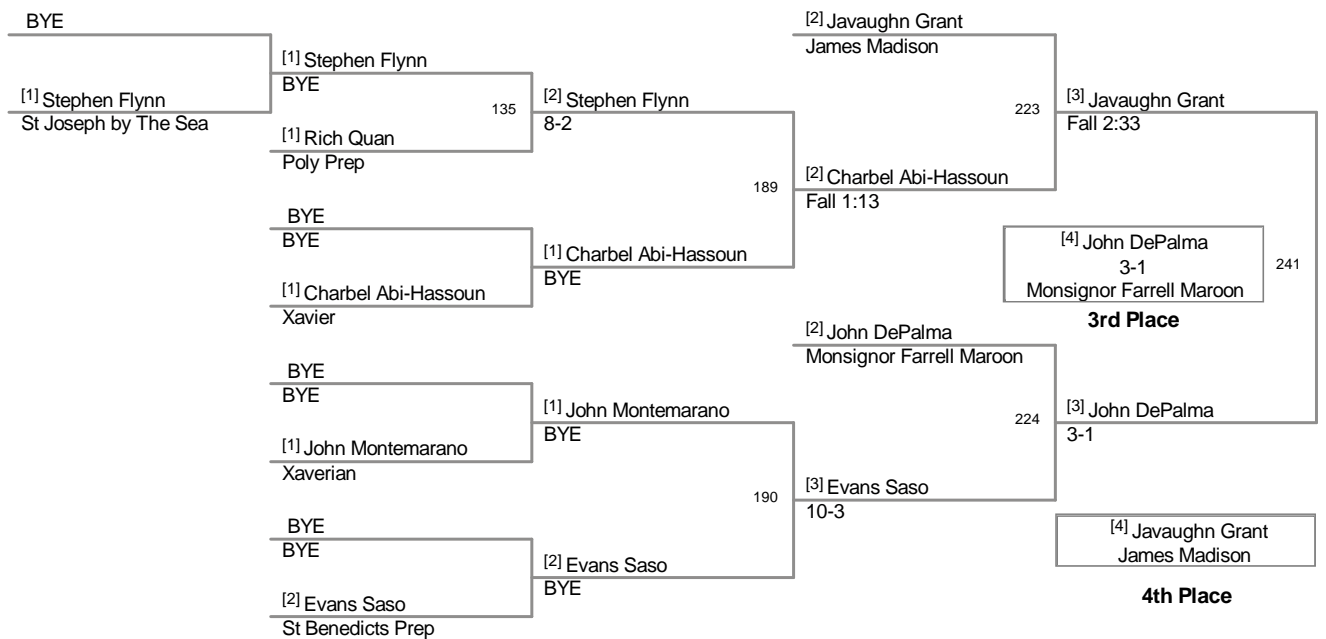 BYE
[1] Stephen Flynn
St Joseph by The Sea
[1] Stephen Flynn
BYE
135
[1] Rich Quan
Poly Prep
BYE
BYE
[1] Charbel Abi-Hassoun
Xavier
BYE
BYE
[1] John Montemarano
Xaverian
BYE
BYE
[2] Evans Saso
St Benedicts Prep
[2] Stephen Flynn
8-2
189
[1] Charbel Abi-Hassoun
BYE
[1] John Montemarano
BYE
190
[2] Evans Saso
BYE
[2] Javaughn Grant
James Madison
223
[2] Charbel Abi-Hassoun
Fall 1:13
[2] John DePalma
Monsignor Farrell Maroon
224
[3] Evans Saso
10-3
[3] Javaughn Grant
Fall 2:33
[4] John DePalma
3-1
Monsignor Farrell Maroon
241
3rd Place
[3] John DePalma
3-1
[4] Javaughn Grant
James Madison
4th Place